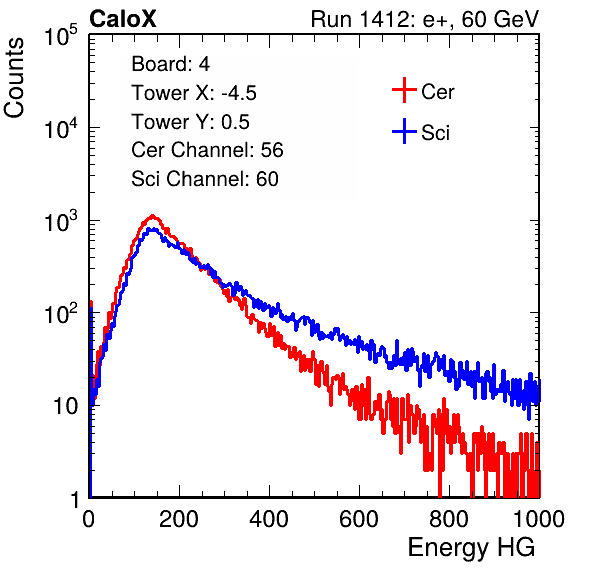 CaloX Run 1412: e+, 60 GeV
Counts
10^5
10^4
10^3
10^2
10
1
Board: 4
Tower X: -4.5
Tower Y: 0.5
Cer Channel: 56
Sci Channel: 60
Cer
Sci
0 200 400 600 800 1000
Energy HG